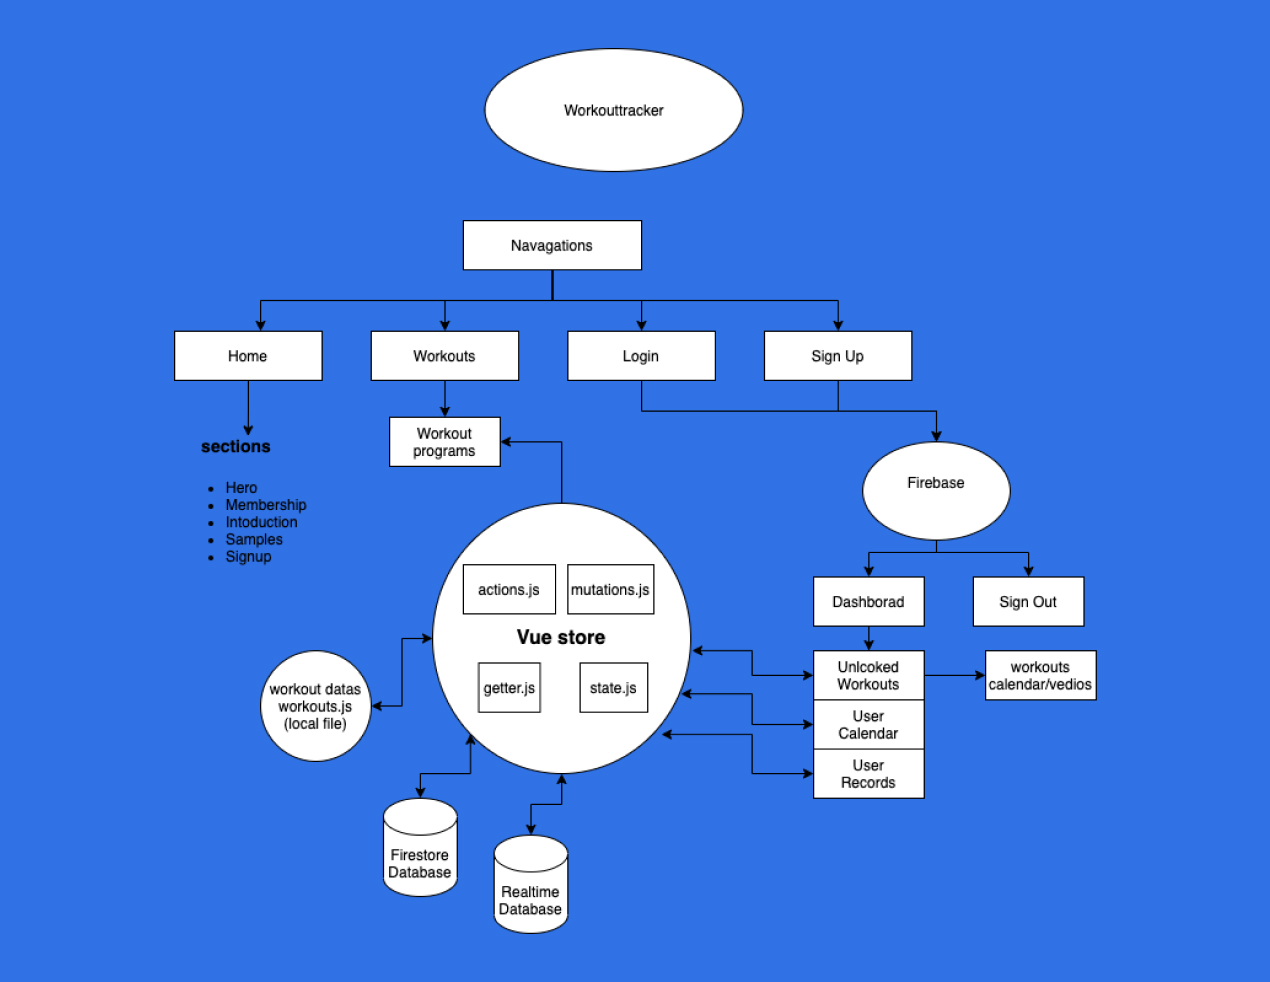 Workouttracker
Navagations
Home
Workouts
Login
Sign Up
sections
Hero
Membership
Intoduction
Samples
Signup
Workout
programs
Firebase
actions.js
mutations.js
Vue store
getter.js
state.js
Dashborad
Sign Out
Unlcoked
Workouts
workouts
calendar/vedios
User
Calendar
User
Records
workout datas
workouts.js
(local file)
Firestore
Database
Realtime
Database